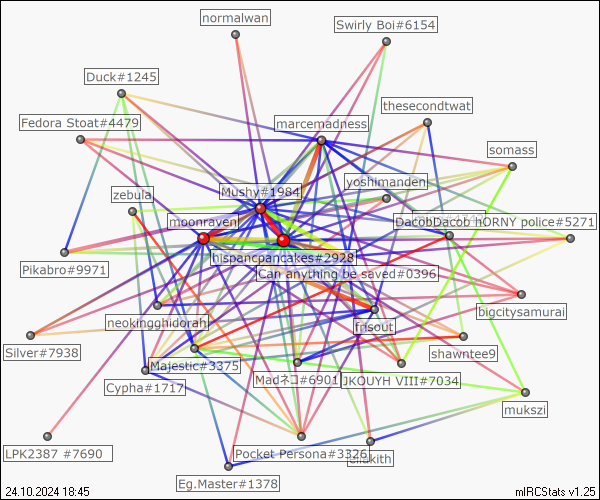 normalwan
Swirly Boi#6154
Duck#1245
thesecondtwat
Fedora Stoat#4479
marcemadness
somass
yoshimanden
zebula
Mushy#1984
moonraven
DacobDacob HORNY police#5271
hispancpancakes#2928
Pikabro#9971
Can anything be saved#0396
neokingghidorah
frisout
bigcitysamurai
Silver#7938
shawntee9
Majestic#3375
Cypha#1717
Madネコ#6901
JKOUYH VIII#7034
mukszi
LPK2387 #7690
Pocket Persona#3326
Eg.Master#1378
24.10.2024 18:45
mIRCStats v1.25